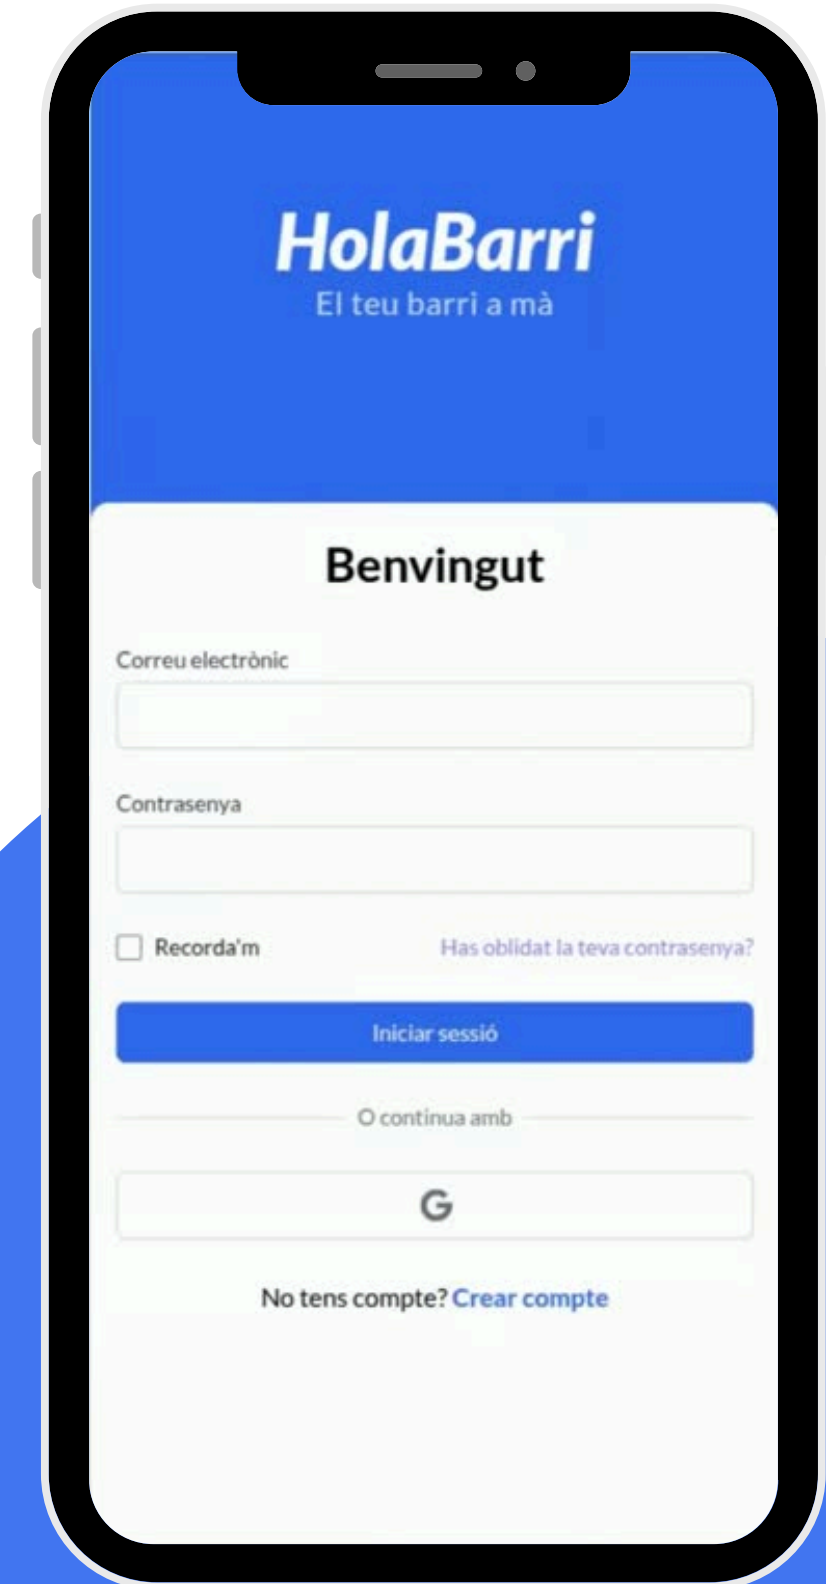 HolaBarri
El teu barri a mà
Benvingut
Correu electrònic
Contrasenya
Recorda'm
Has oblidat la teva contrasenya?
Iniciar sessió
O continua amb
G
No tens compte? Crear compte